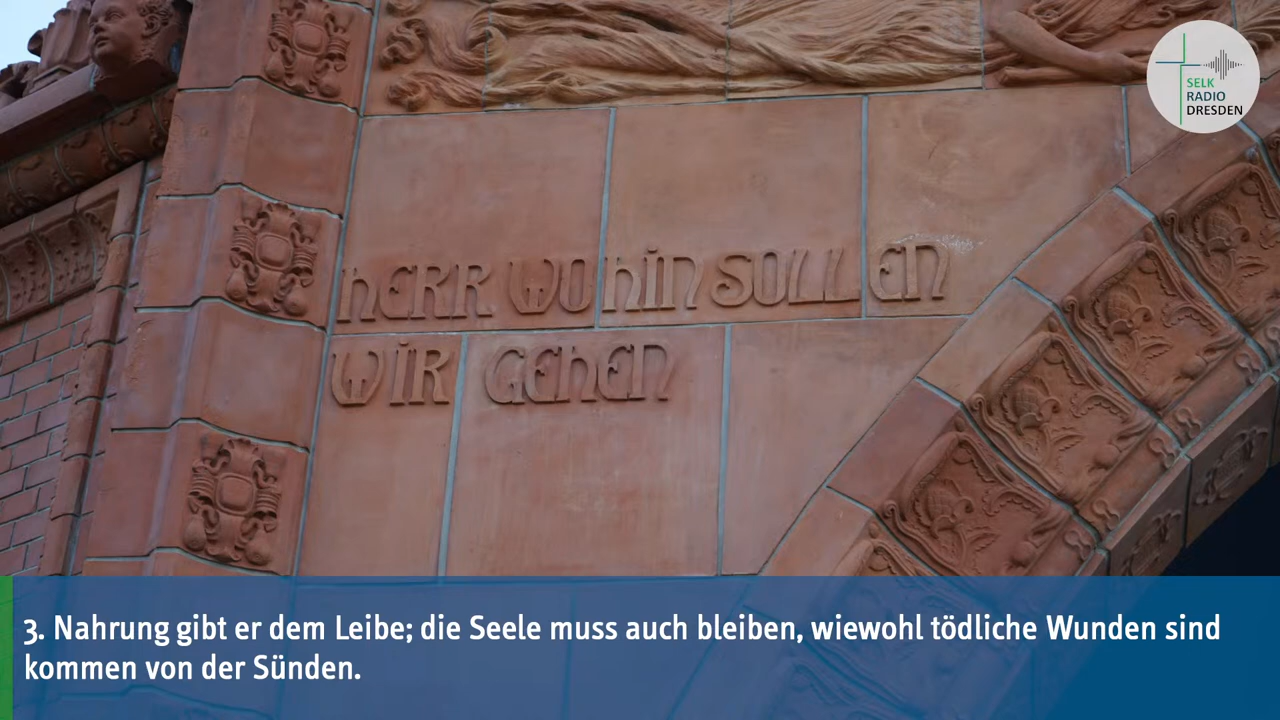 SELK
RADIO
DRESDEN
HERR WOHIN SOLLEN
WIR GEHEN
3. Nahrung gibt er dem Leibe; die Seele muss auch bleiben, wiewohl tödliche Wunden sind
kommen von der Sünden.